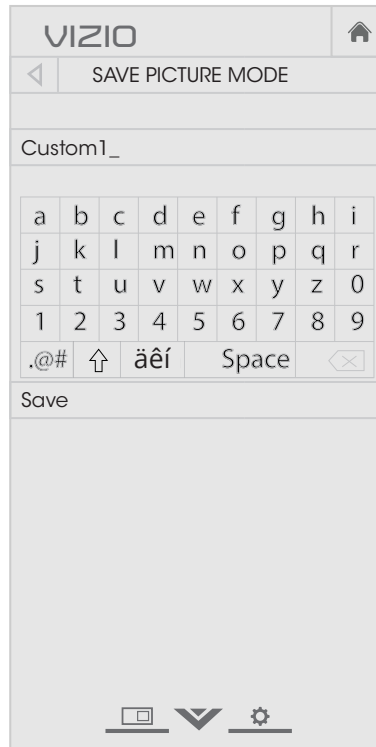 VIZIO
SAVE PICTURE MODE
Custom1_
a b c d e f g h i
j k l m n o p q r
s t u v w x y z 0
1 2 3 4 5 6 7 8 9
.@# äêí Space
Save